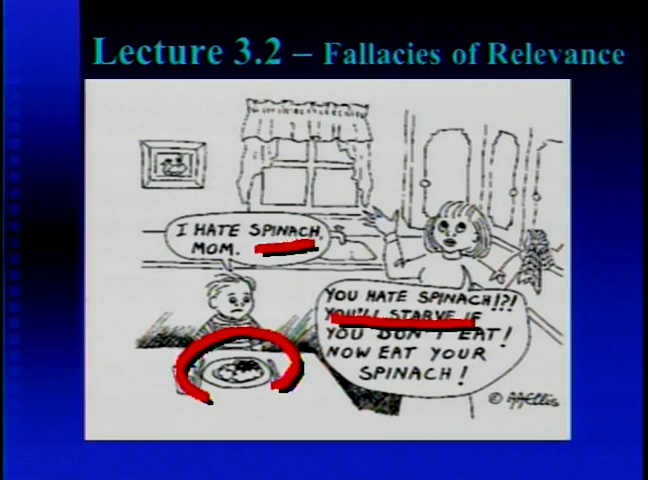 Lecture 3.2 – Fallacies of Relevance
I HATE SPINACH,
MOM.
YOU HATE SPINACH!?!
YOU'LL STARVE IF
YOU DON'T EAT!
NOW EAT YOUR
SPINACH!
© AAEllis